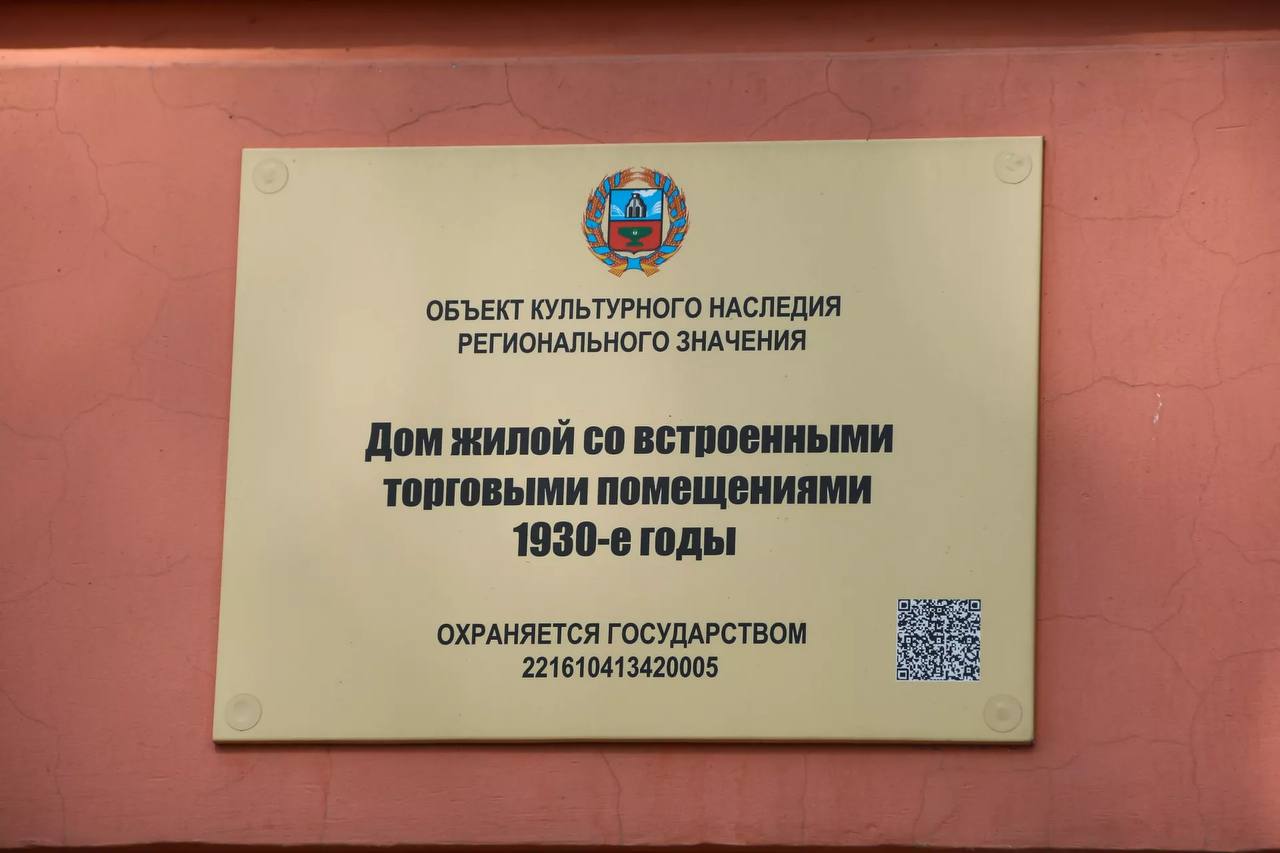 ОБЪЕКТ КУЛЬТУРНОГО НАСЛЕДИЯ
РЕГИОНАЛЬНОГО ЗНАЧЕНИЯ
Дом жилой со встроенными
торговыми помещениями
1930-е годы
ОХРАНЯЕТСЯ ГОСУДАРСТВОМ
221610413420005